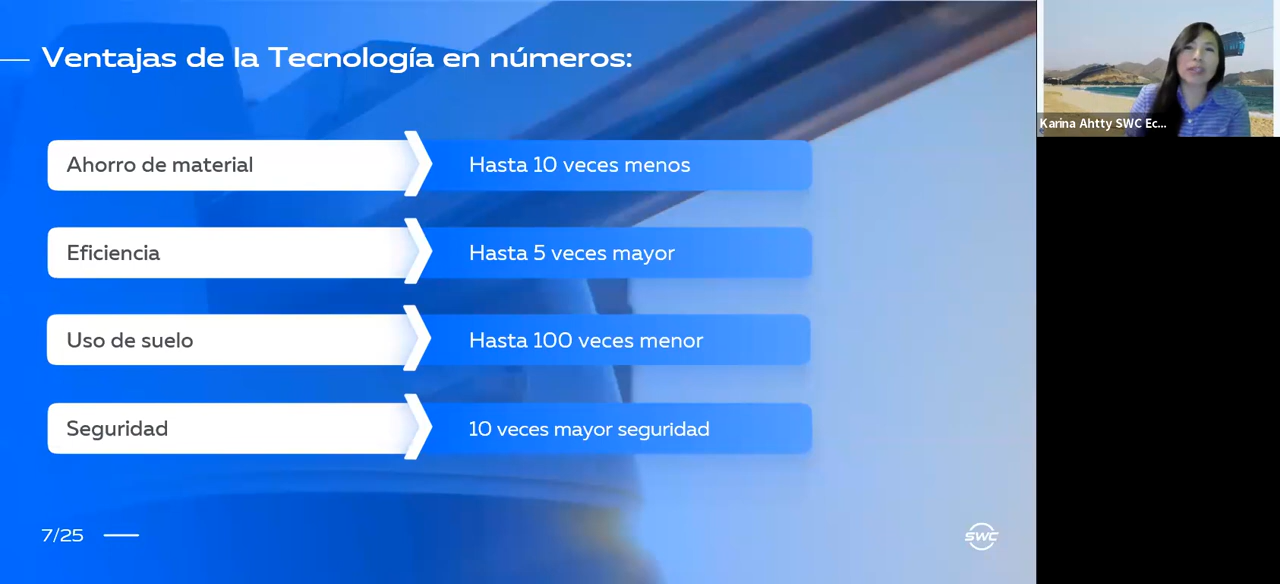 Ventajas de la Tecnología en números:
Ahorro de material
Hasta 10 veces menos
Eficiencia
Hasta 5 veces mayor
Uso de suelo
Hasta 100 veces menor
Seguridad
10 veces mayor seguridad
7/25
SWC
Karina Ahtty SWC Ec...